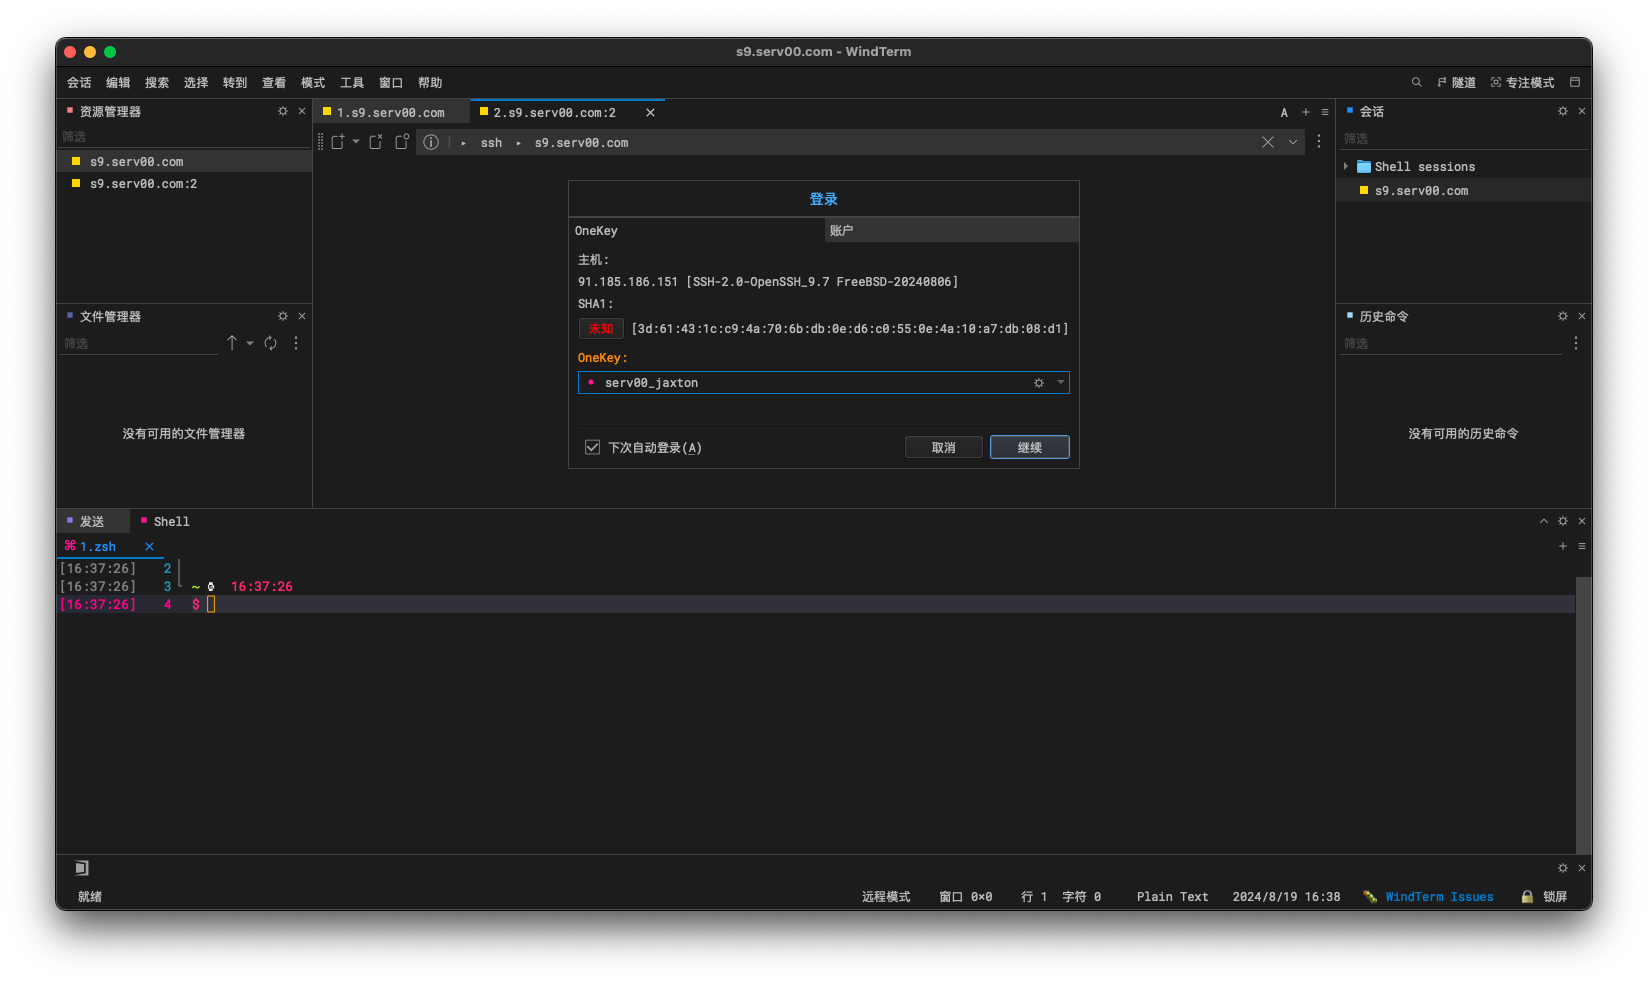 s9.serv00.com - WindTerm
会话 编辑 搜索 选择 转到 查看 模式 工具 窗口 帮助 隧道 专注模式
资源管理器
筛选
s9.serv00.com
s9.serv00.com:2
文件管理器
筛选
没有可用的文件管理器
1.s9.serv00.com 2.s9.serv00.com:2 A
ssh s9.serv00.com
登录
OneKey 账户
主机:
91.185.186.151 [SSH-2.0-OpenSSH_9.7 FreeBSD-20240806]
SHA1:
未知 [3d:61:43:1c:c9:4a:70:6b:db:0e:d6:c0:55:0e:4a:10:a7:db:08:d1]
OneKey:
serv00_jaxton
下次自动登录(A) 取消 继续
会话
筛选
Shell sessions
s9.serv00.com
历史命令
筛选
没有可用的历史命令
发送 Shell
⌘ 1.zsh
[16:37:26] 2
[16:37:26] 3 ~ 16:37:26
[16:37:26] 4 $
就绪 远程模式 窗口 0×0 行 1 字符 0 Plain Text 2024/8/19 16:38 WindTerm Issues 锁屏